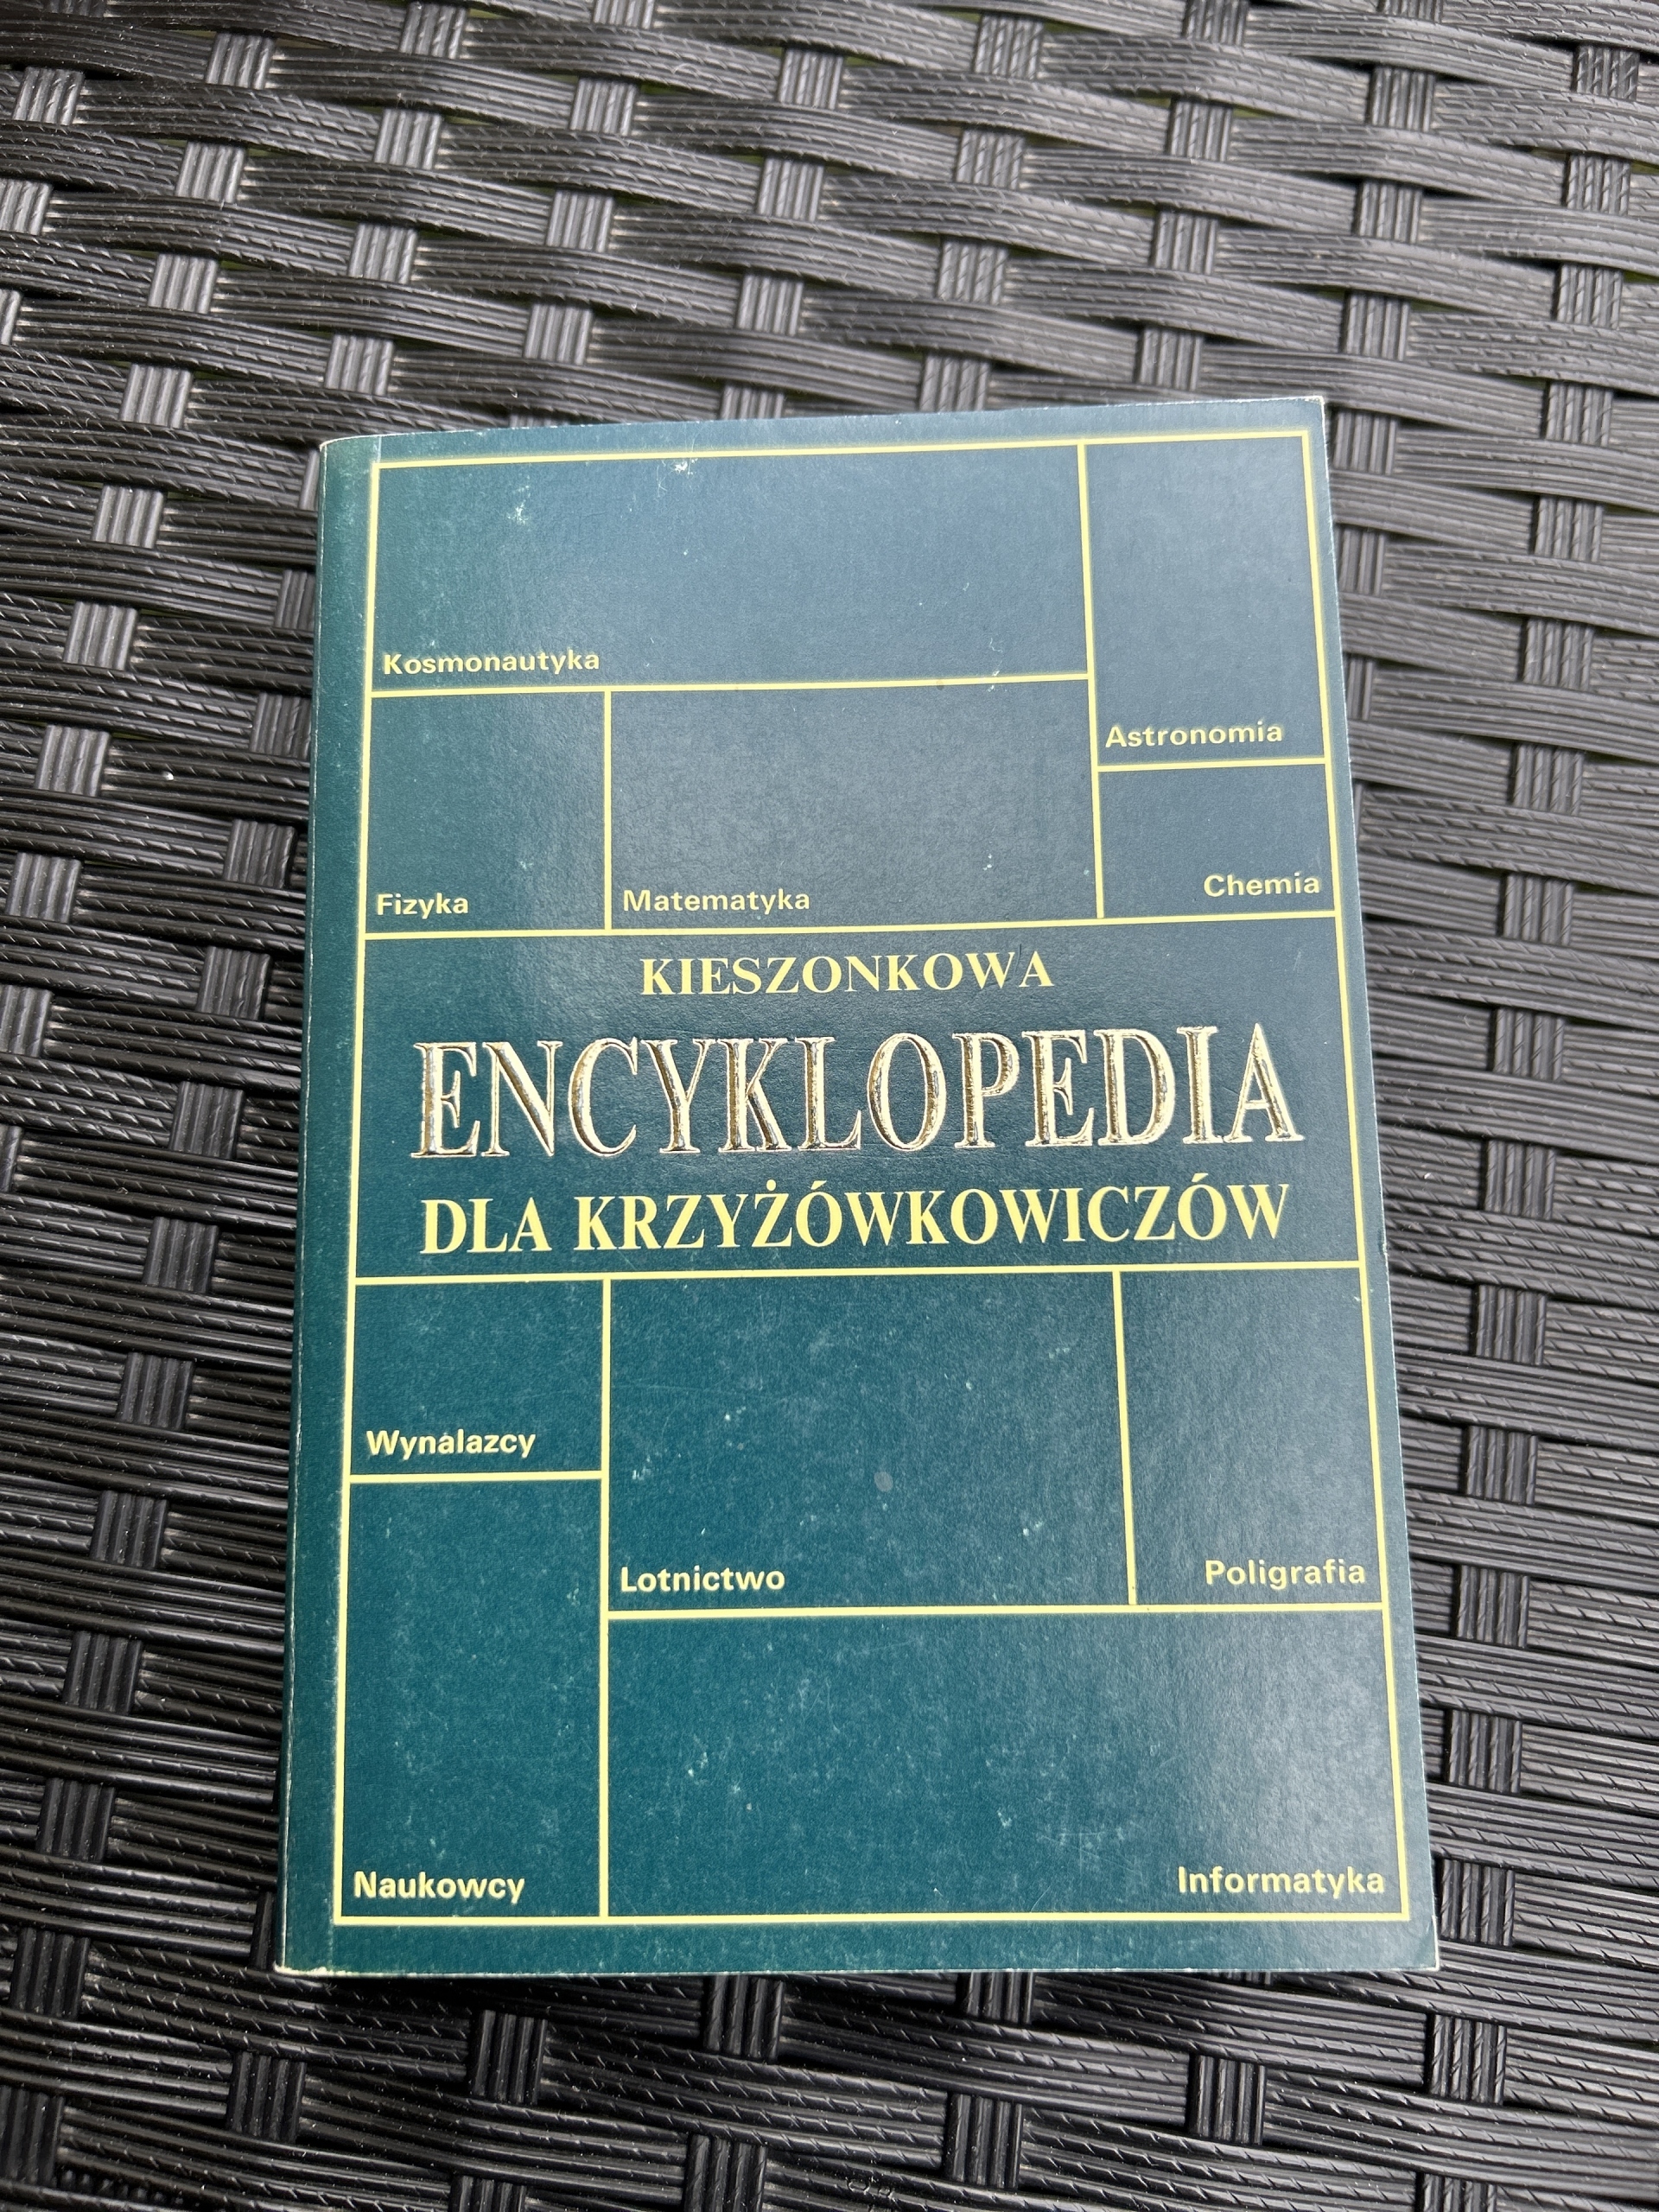 Kosmonautyka
Astronomia
Fizyka
Matematyka
Chemia
KIESZONKOWA
ENCYKLOPEDIA
DLA KRZYŻÓWKOWICZÓW
Wynalazcy
Lotnictwo
Poligrafia
Naukowcy
Informatyka